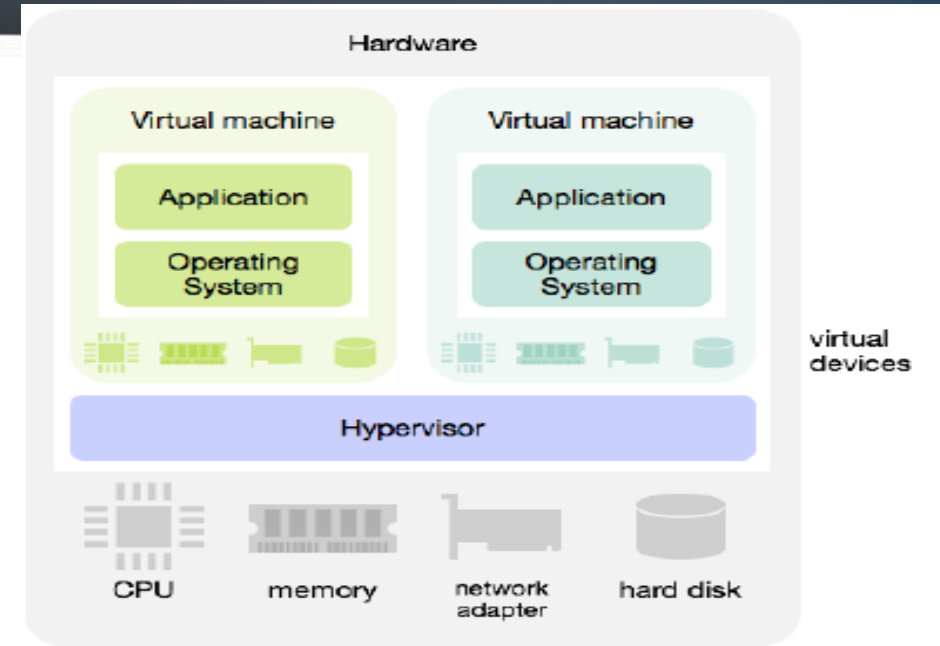 Hardware
Virtual machine
Virtual machine
Application
Application
Operating
System
Operating
System
virtual
devices
Hypervisor
CPU
memory
network
adapter
hard disk